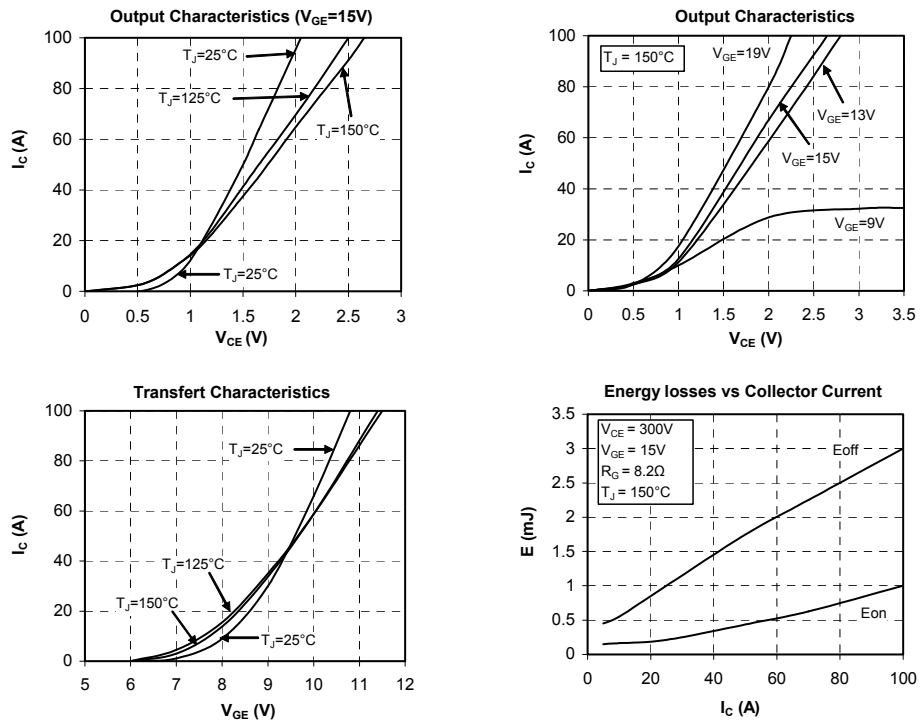 Output Characteristics (VGE=15V)
100
80
60
40
20
0
IC (A)
TJ=25°C
TJ=125°C
TJ=150°C
TJ=25°C
0 0.5 1 1.5 2 2.5 3
VCE (V)
Output Characteristics
100
80
60
40
20
0
IC (A)
TJ = 150°C
VGE=19V
VGE=13V
VGE=15V
VGE=9V
0 0.5 1 1.5 2 2.5 3 3.5
VCE (V)
Transfert Characteristics
100
80
60
40
20
0
IC (A)
TJ=25°C
TJ=125°C
TJ=150°C
TJ=25°C
5 6 7 8 9 10 11 12
VGE (V)
Energy losses vs Collector Current
3.5
3
2.5
2
1.5
1
0.5
0
E (mJ)
VCE = 300V
VGE = 15V
RG = 8.2Ω
TJ = 150°C
Eoff
Eon
0 20 40 60 80 100
IC (A)